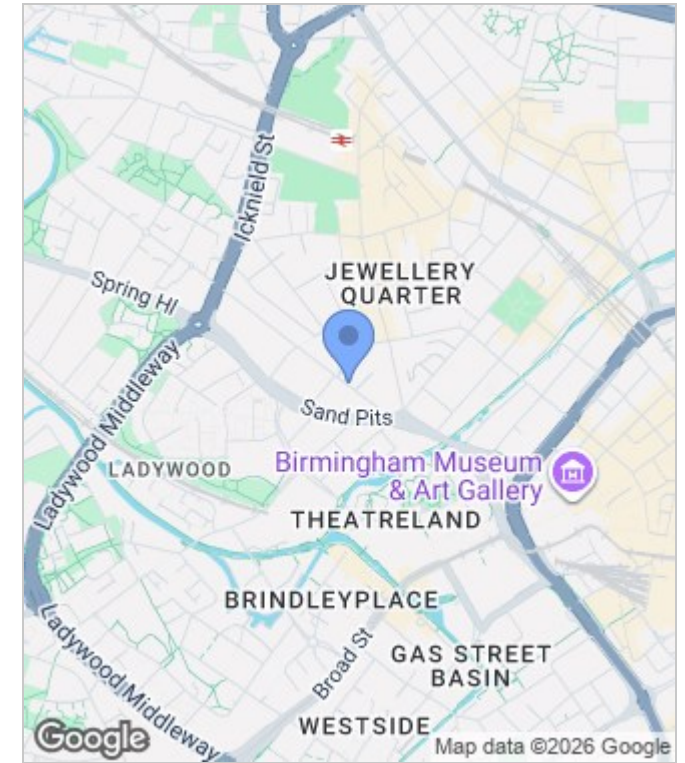 Icknield St
JEWELLERY
QUARTER
Spring Hl
Sand Pits
Ladywood Middleway
LADYWOOD
Birmingham Museum
& Art Gallery
THEATRELAND
BRINDLEYPLACE
Broad St
GAS STREET
BASIN
Ladywood Middleway
WESTSIDE
Google
Map data ©2026 Google